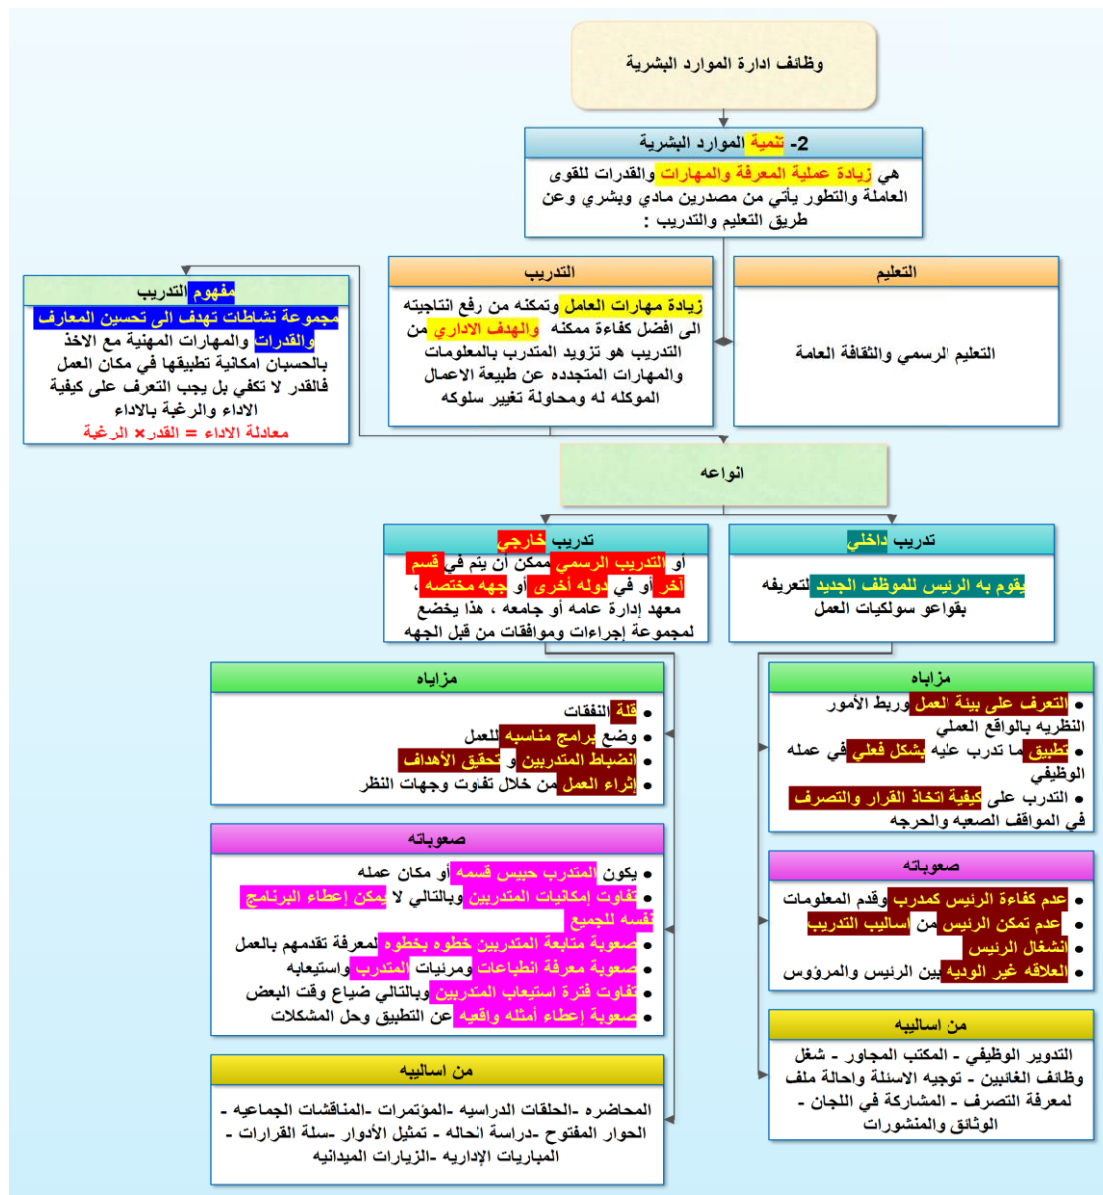 وظائف ادارة الموارد البشرية
2- تنمية الموارد البشرية
هي زيادة عملية المعرفة والمهارات والقدرات للقوى
العاملة والتطور يأتي من مصدرين مادي وبشري وعن
طريق التعليم والتدريب :
التعليم
التعليم الرسمي والثقافة العامة
التدريب
زيادة مهارات العامل وتمكنه من رفع انتاجيته
الى افضل كفاءة ممكنه والهدف الاداري من
التدريب هو تزويد المتدرب بالمعلومات
والمهارات المتجدده عن طبيعة الاعمال
الموكله له ومحاولة تغيير سلوكه
مفهوم التدريب
مجموعة نشاطات تهدف الى تحسين المعارف
والقدرات والمهارات المهنية مع الاخذ
بالحسبان امكانية تطبيقها في مكان العمل
فالقدر لا تكفي بل يجب التعرف على كيفية
الاداء والرغبة بالاداء
معادلة الاداء = القدر× الرغبة
انواعه
تدريب داخلي
يقوم به الرئيس للموظف الجديد لتعريفه
بقواعو سولكيات العمل
تدريب خارجي
أو التدريب الرسمي ممكن أن يتم في قسم
آخر أو في دوله أخرى أو جهه مختصه ،
معهد إدارة عامه أو جامعه ، هذا يخضع
لمجموعة إجراءات وموافقات من قبل الجهه
مزاياه
• التعرف على بيئة العمل وربط الأمور
النظريه بالواقع العملي
• تطبيق ما تدرب عليه بشكل فعلي في عمله
الوظيفي
• التدرب على كيفية اتخاذ القرار والتصرف
في المواقف الصعبه والحرجه
صعوباته
• عدم كفاءة الرئيس كمدرب وقدم المعلومات
• عدم تمكن الرئيس من اساليب التدريب
• انشغال الرئيس
• العلاقه غير الوديه بين الرئيس والمرؤوس
من اساليبه
التدوير الوظيفي - المكتب المجاور - شغل
وظائف الغائبين - توجيه الاسئلة واحالة ملف
لمعرفة التصرف - المشاركة في اللجان -
الوثائق والمنشورات
مزاياه
• قلة النفقات
• وضع برامج مناسبه للعمل
• انضباط المتدربين و تحقيق الأهداف
• إثراء العمل من خلال تفاوت وجهات النظر
صعوباته
• يكون المتدرب حبيس قسمه أو مكان عمله
• تفاوت إمكانيات المتدربين وبالتالي لا يمكن إعطاء البرنامج
نفسه للجميع
• صعوبة متابعة المتدربين خطوه بخطوه لمعرفة تقدمهم بالعمل
• صعوبة معرفة انطباعات ومرئيات المتدرب واستيعابه
• تفاوت فترة استيعاب المتدربين وبالتالي ضياع وقت البعض
• صعوبة إعطاء أمثله واقعيه عن التطبيق وحل المشكلات
من اساليبه
المحاضره -الحلقات الدراسيه -المؤتمرات -المناقشات الجماعيه -
الحوار المفتوح -دراسة الحاله - تمثيل الأدوار -سلة القرارات -
المباريات الإداريه -الزيارات الميدانيه